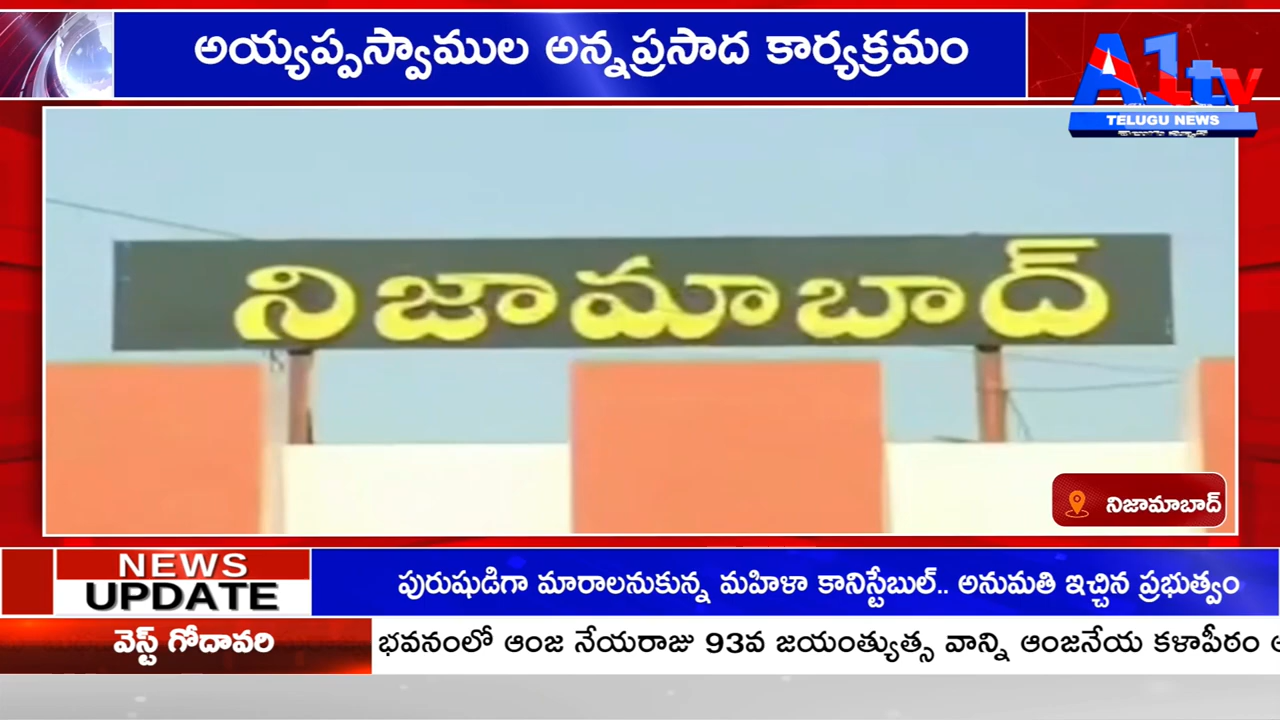 అయ్యప్పస్వాముల అన్నప్రసాద కార్యక్రమం
A1tv
TELUGU NEWS
నిజామాబాద్
నిజామాబాద్
NEWS UPDATE
పురుషుడిగా మారాలనుకున్న మహిళా కానిస్టేబుల్.. అనుమతి ఇచ్చిన ప్రభుత్వం
వెస్ట్ గోదావరి
భవనంలో ఆంజ నేయరాజు 93వ జయంత్యుత్స వాన్ని ఆంజనేయ కళాపీఠం